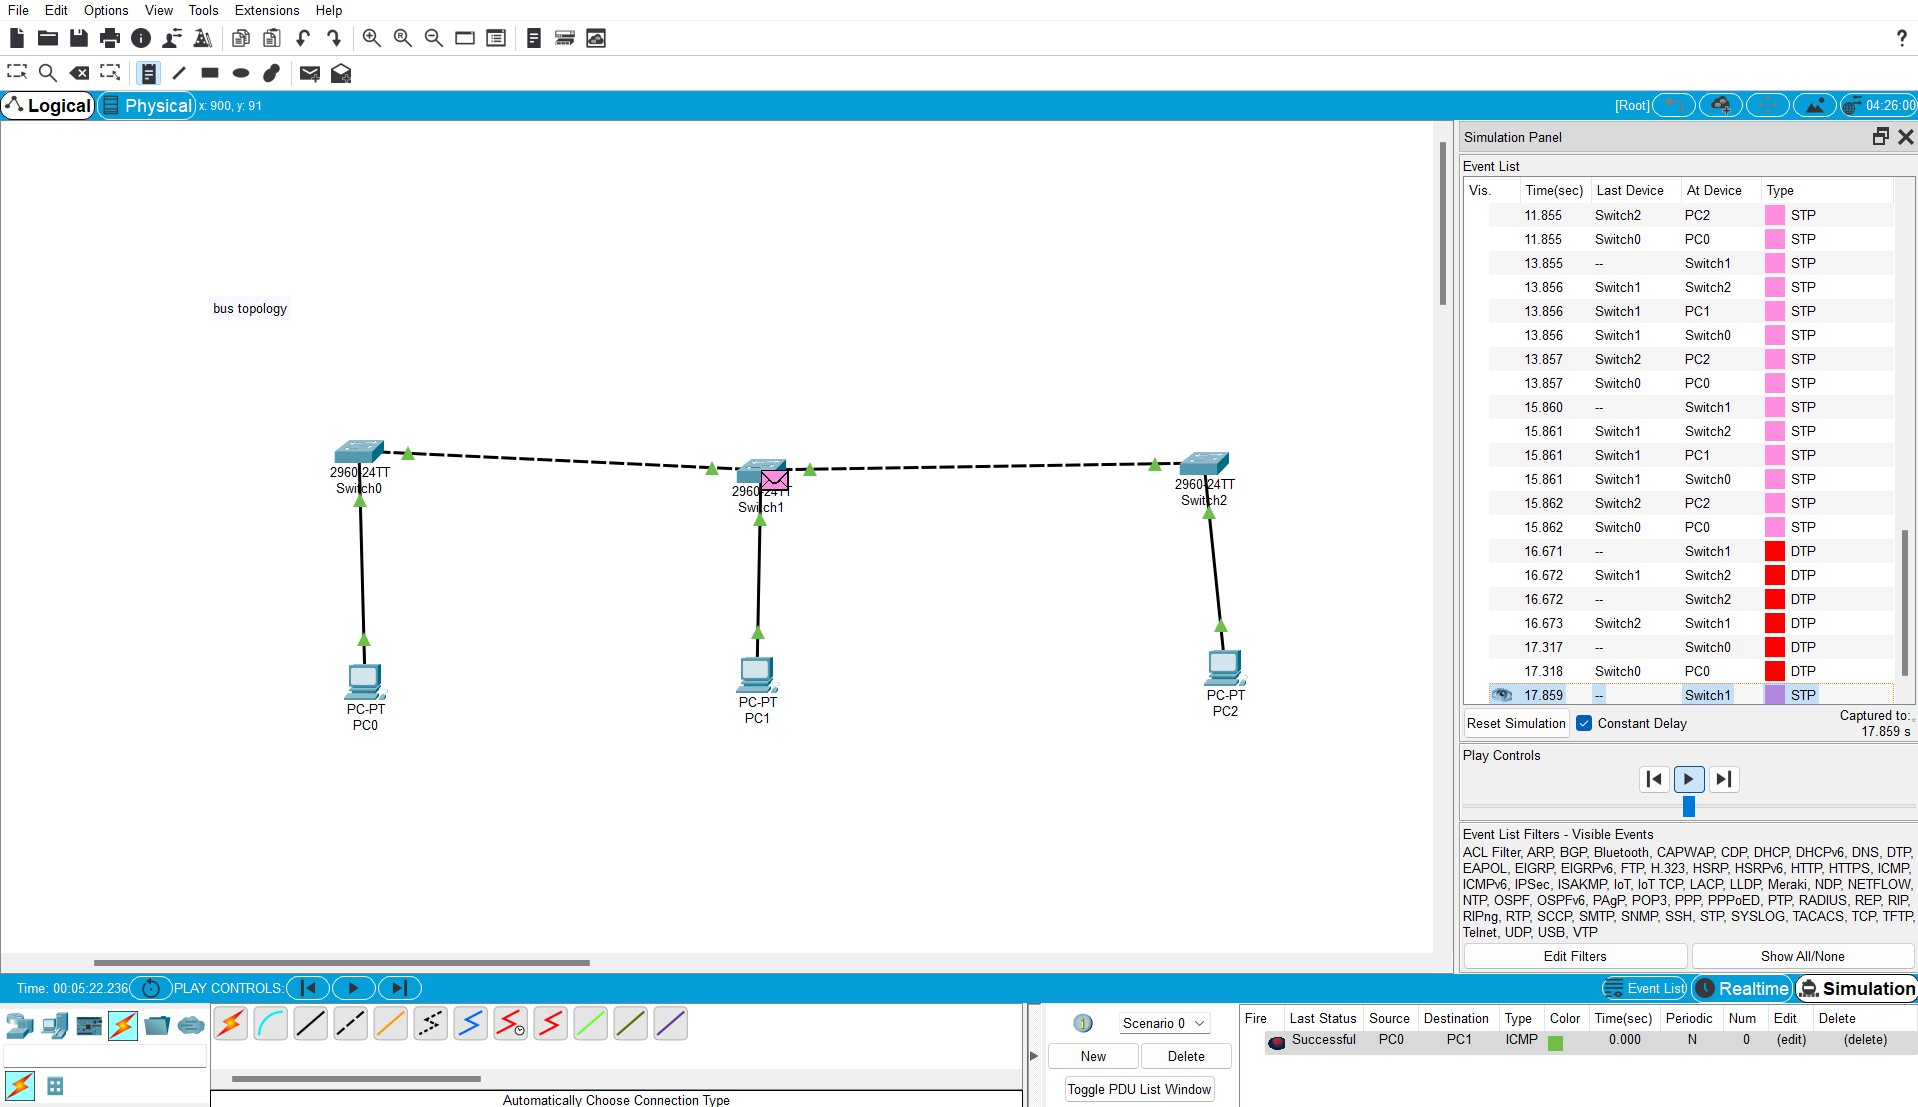 File Edit Options View Tools Extensions Help
?
Logical Physical x: 900, y: 91 [Root] 04:26:00
bus topology
2960-24TT
Switch0
2960-24TT
Switch1
2960-24TT
Switch2
PC-PT
PC0
PC-PT
PC1
PC-PT
PC2
Simulation Panel
Event List
Vis. Time(sec) Last Device At Device Type
11.855 Switch2 PC2 STP
11.855 Switch0 PC0 STP
13.855 -- Switch1 STP
13.856 Switch1 Switch2 STP
13.856 Switch1 PC1 STP
13.856 Switch1 Switch0 STP
13.857 Switch2 PC2 STP
13.857 Switch0 PC0 STP
15.860 -- Switch1 STP
15.861 Switch1 Switch2 STP
15.861 Switch1 PC1 STP
15.861 Switch1 Switch0 STP
15.862 Switch2 PC2 STP
15.862 Switch0 PC0 STP
16.671 -- Switch1 DTP
16.672 Switch1 Switch2 DTP
16.672 -- Switch2 DTP
16.673 Switch2 Switch1 DTP
17.317 -- Switch0 DTP
17.318 Switch0 PC0 DTP
17.859 -- Switch1 STP
Reset Simulation Constant Delay Captured to:
17.859 s
Play Controls
Event List Filters - Visible Events
ACL Filter, ARP, BGP, Bluetooth, CAPWAP, CDP, DHCP, DHCPv6, DNS, DTP,
EAPOL, EIGRP, EIGRPv6, FTP, H.323, HSRP, HSRPv6, HTTP, HTTPS, ICMP,
ICMPv6, IPSec, ISAKMP, IoT, IoT TCP, LACP, LLDP, Meraki, NDP, NETFLOW,
NTP, OSPF, OSPFv6, PAgP, POP3, PPP, PPPoED, PTP, RADIUS, REP, RIP,
RIPng, RTP, SCCP, SMTP, SNMP, SSH, STP, SYSLOG, TACACS, TCP, TFTP,
Telnet, UDP, USB, VTP
Edit Filters Show All/None
Time: 00:05:22.236 PLAY CONTROLS: Event List Realtime Simulation
Automatically Choose Connection Type
Scenario 0
New Delete
Toggle PDU List Window
Fire Last Status Source Destination Type Color Time(sec) Periodic Num Edit Delete
Successful PC0 PC1 ICMP 0.000 N 0 (edit) (delete)